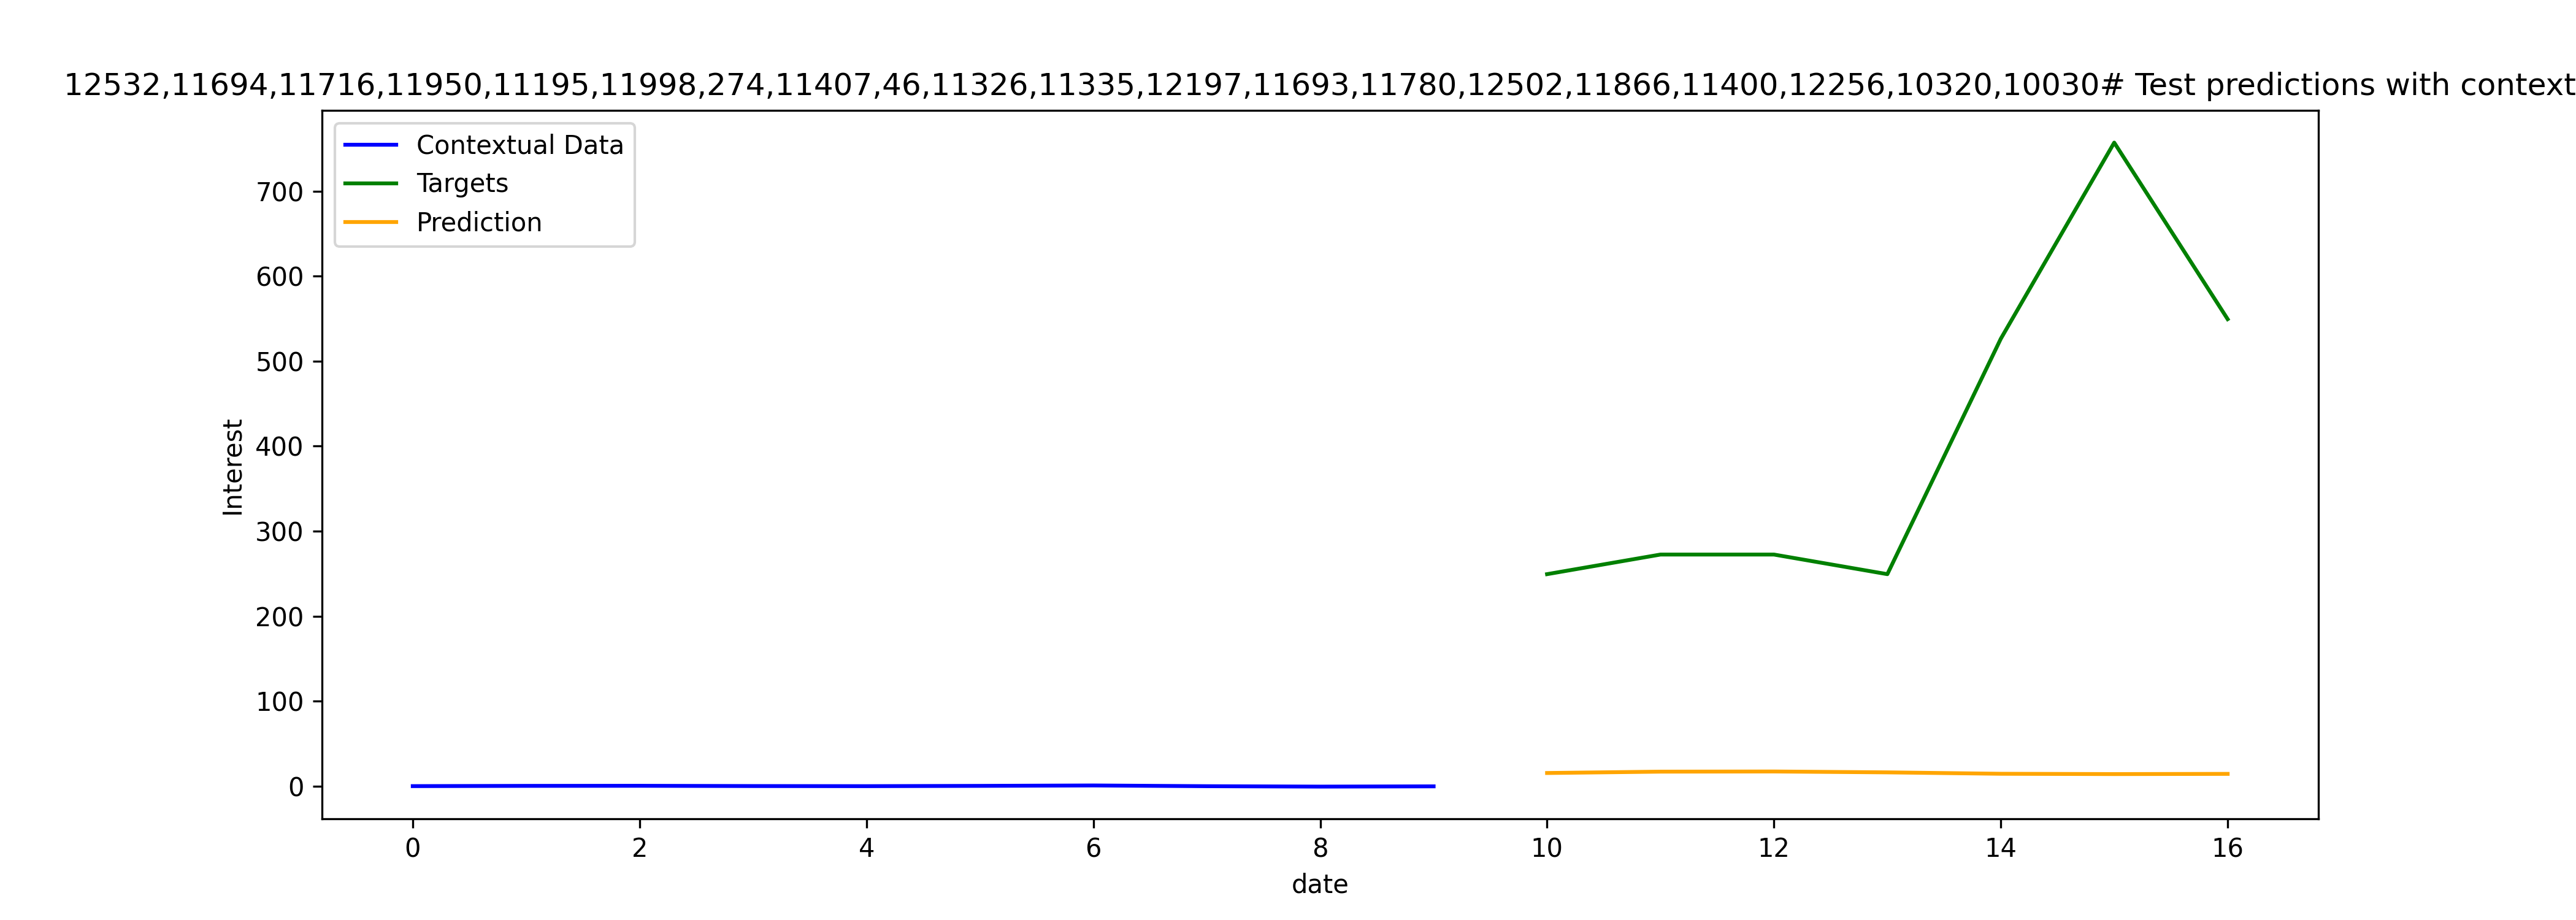 12532,11694,11716,11950,11195,11998,274,11407,46,11326,11335,12197,11693,11780,12502,11866,11400,12256,10320,10030# Test predictions with context
Contextual Data
Targets
Prediction
700
600
500
400
300
200
100
0
Interest
0 2 4 6 8 10 12 14 16
date